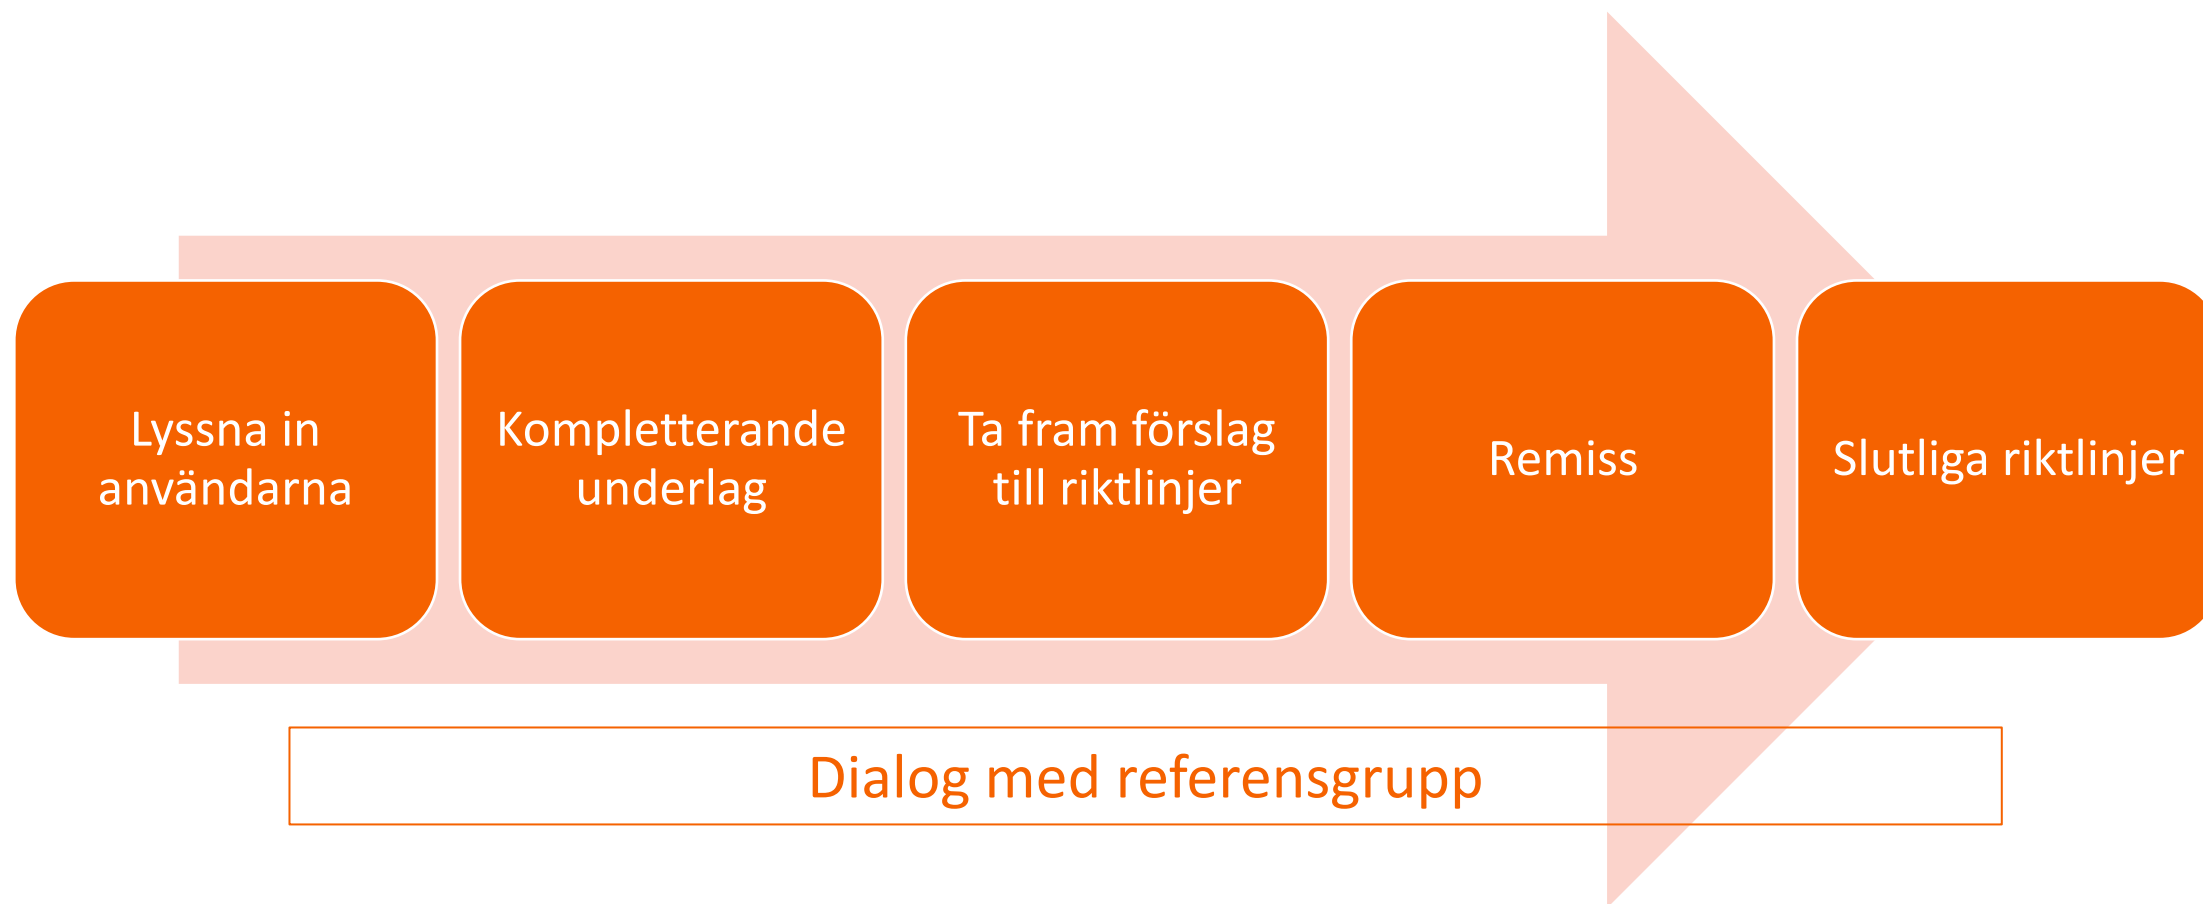 Lyssna in
användarna
Kompletterande
underlag
Ta fram förslag
till riktlinjer
Remiss
Slutliga riktlinjer
Dialog med referensgrupp